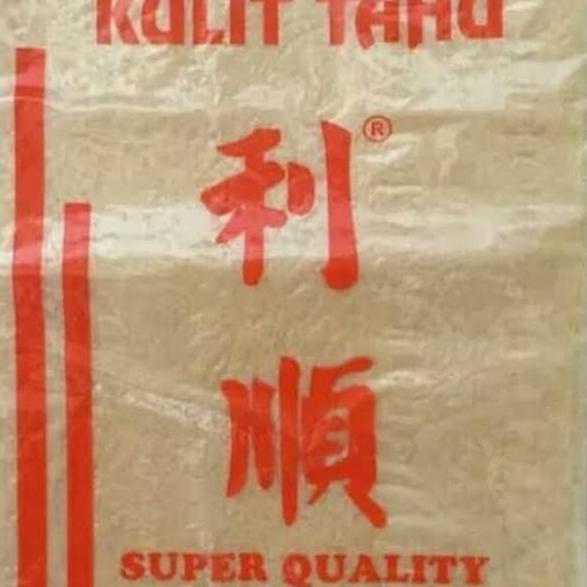 KULIT TAHU
利®
順
SUPER QUALITY